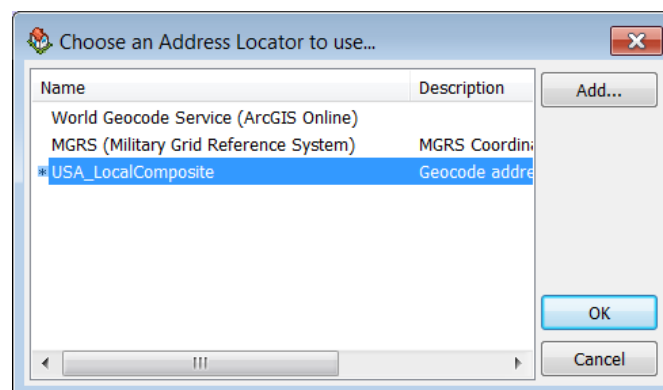 Choose an Address Locator to use...
Name Description Add...
World Geocode Service (ArcGIS Online)
MGRS (Military Grid Reference System) MGRS Coordina
* USA_LocalComposite Geocode addre
OK
Cancel